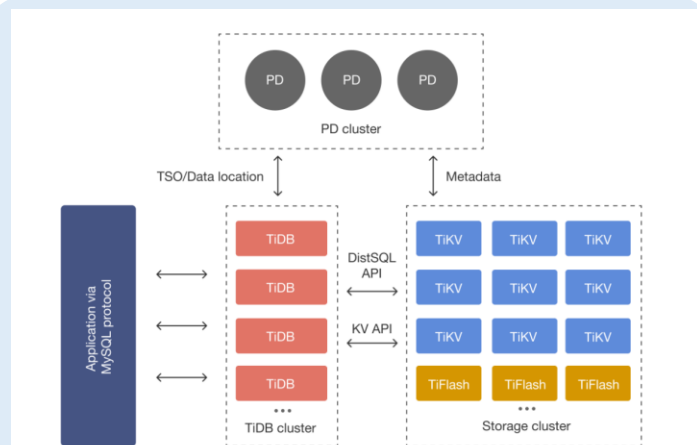 PD PD PD
PD cluster
TSO/Data location
Metadata
Application via
MySQL protocol
TiDB
TiDB
TiDB
TiDB
TiDB cluster
DistSQL
API
KV API
TiKV TiKV TiKV
TiKV TiKV TiKV
TiKV TiKV TiKV
TiFlash TiFlash TiFlash
Storage cluster